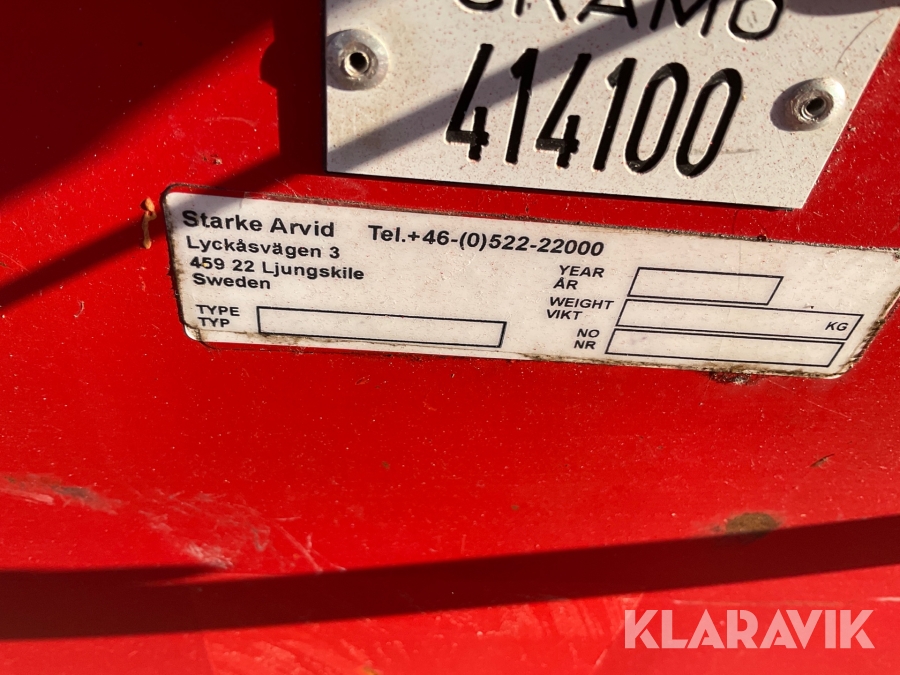 CRAMO
414100
Starke Arvid Tel.+46-(0)522-22000
Lyckåsvägen 3
459 22 Ljungskile
Sweden
TYPE
TYP
YEAR
ÅR
WEIGHT
VIKT
KG
NO
NR
KLARAVIK